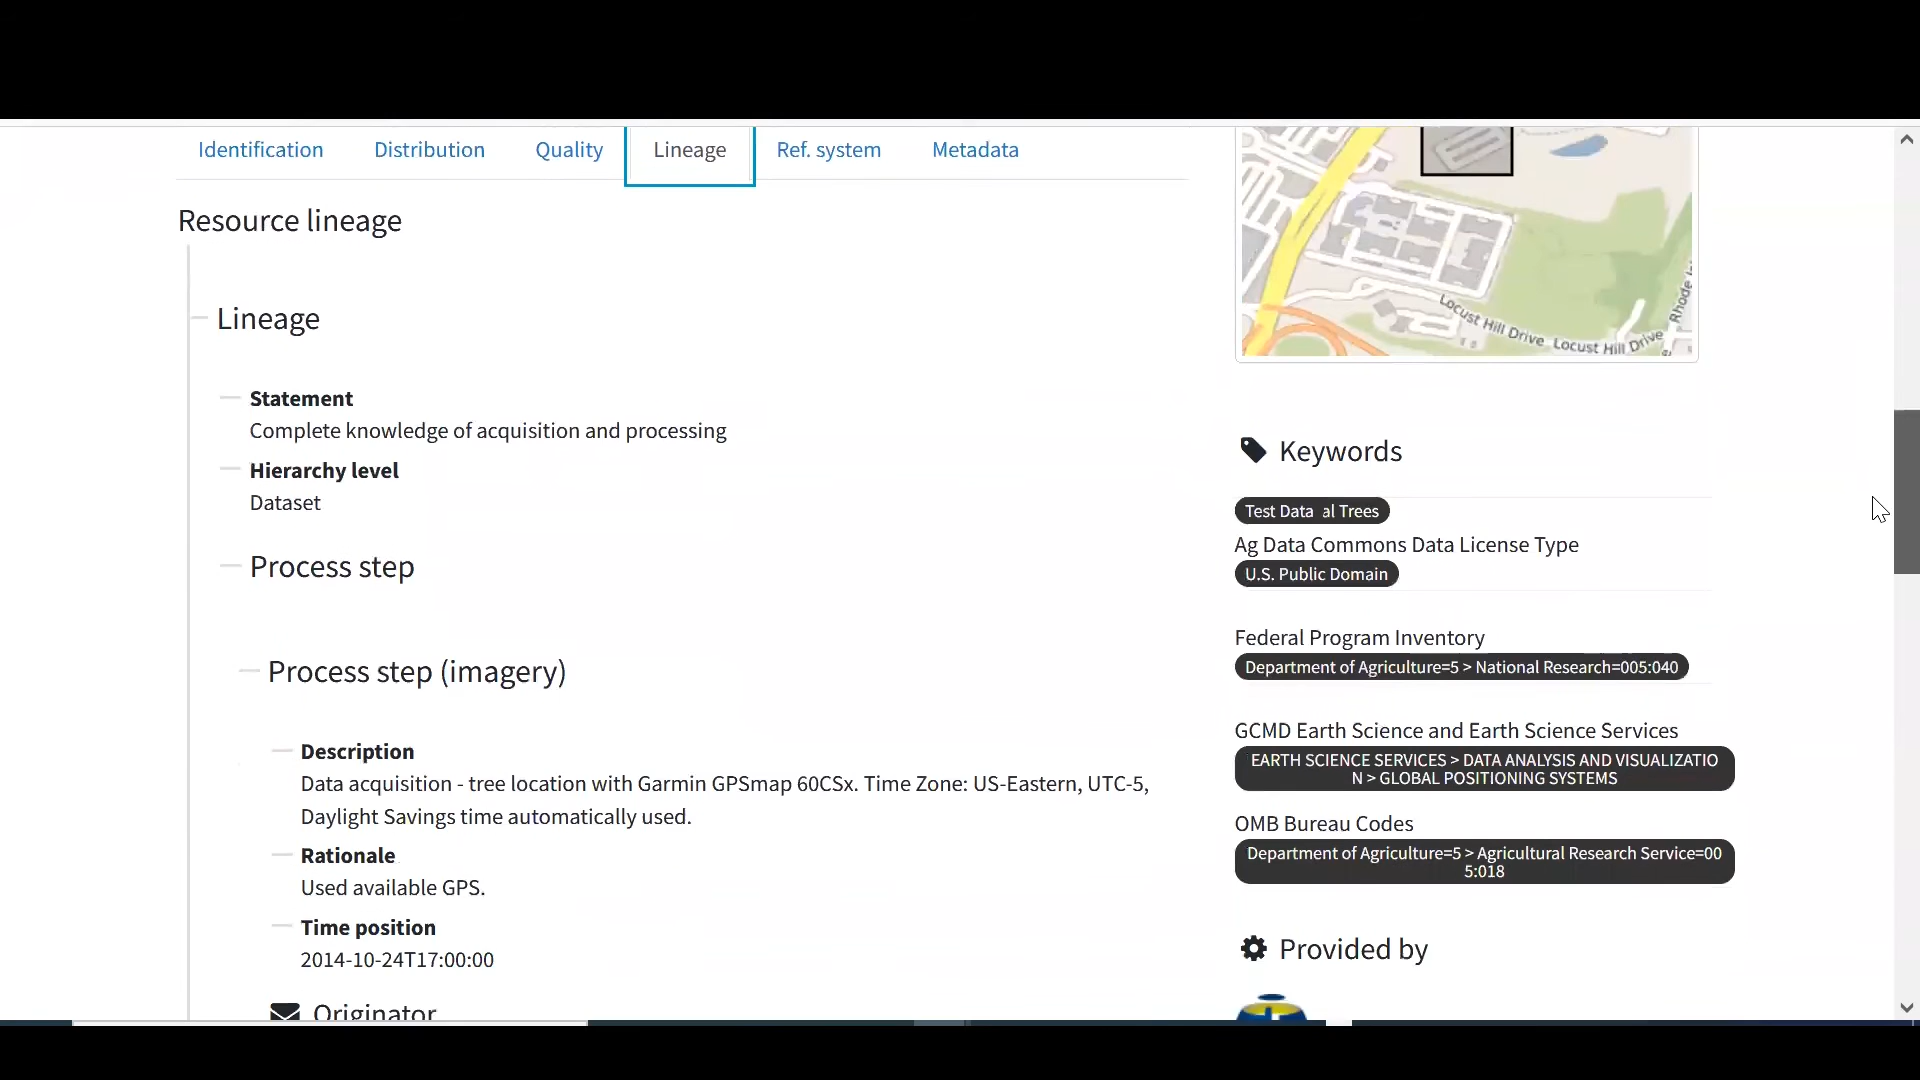 Identification Distribution Quality Lineage Ref. system Metadata
Resource lineage
Lineage
Statement
Complete knowledge of acquisition and processing
Hierarchy level
Dataset
Process step
Process step (imagery)
Description
Data acquisition - tree location with Garmin GPSmap 60CSx. Time Zone: US-Eastern, UTC-5,
Daylight Savings time automatically used.
Rationale
Used available GPS.
Time position
2014-10-24T17:00:00
Originator
Locust Hill Drive Locust Hill Drive
Rhode
Keywords
Test Data al Trees
Ag Data Commons Data License Type
U.S. Public Domain
Federal Program Inventory
Department of Agriculture=5 > National Research=005:040
GCMD Earth Science and Earth Science Services
EARTH SCIENCE SERVICES > DATA ANALYSIS AND VISUALIZATIO
N > GLOBAL POSITIONING SYSTEMS
OMB Bureau Codes
Department of Agriculture=5 > Agricultural Research Service=00
5:018
Provided by